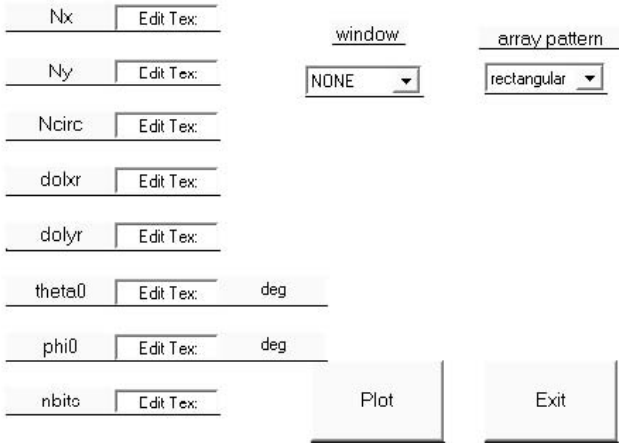 Nx Edit Tex:
window
array pattern
Ny Edit Tex:
NONE
rectangular
Ncirc Edit Tex:
dolxr Edit Tex:
dolyr Edit Tex:
theta0 Edit Tex: deg
phi0 Edit Tex: deg
nbits Edit Tex:
Plot
Exit